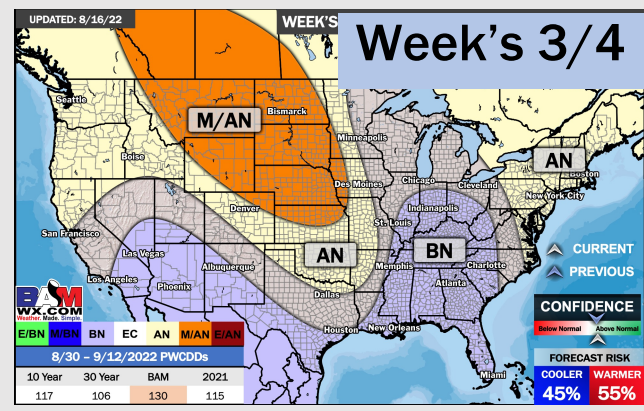 UPDATED: 8/16/22
WEEK'S
Week's 3/4
Seattle
Bismarck
M/AN
Minneapolis
AN
Boston
Boise
Des Moines
Chicago
Cleveland
New York City
Denver
Indianapolis
St. Louis
San Francisco
AN
BN
CURRENT
Las Vegas
Albuquerque
Memphis
Charlotte
PREVIOUS
Los Angeles
Phoenix
Atlanta
Dallas
BAM
WX.COM
Weather. Made. Simple.
CONFIDENCE
Houston
New Orleans
Below Normal
Above Normal
E/BN M/BN BN EC AN M/AN E/AN
8/30 – 9/12/2022 PWCDDs
FORECAST RISK
10 Year 30 Year BAM 2021
Miami
COOLER WARMER
117 106 130 115
45% 55%